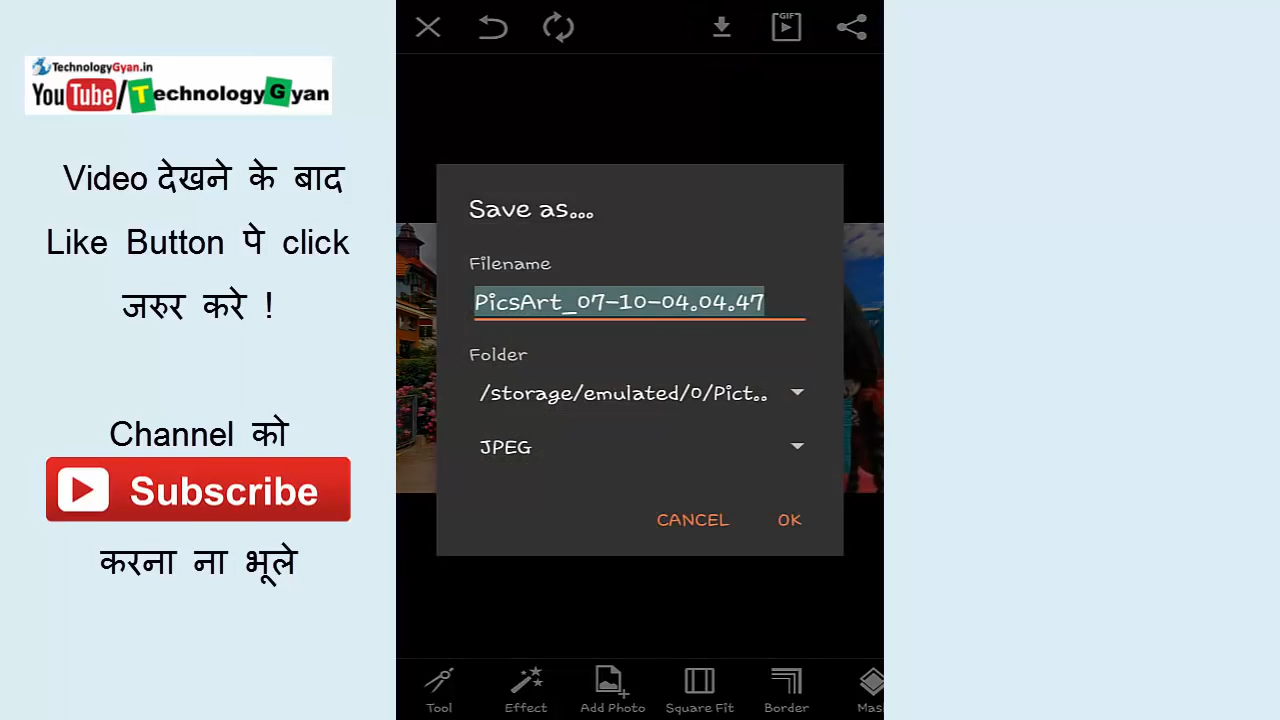 TechnologyGyan.in
YouTube/TechnologyGyan
Video देखने के बाद
Like Button पे click
जरुर करे !
Channel को
Subscribe
करना ना भूले
GIF
Save as...
Filename
PicsArt_07-10-04.04.47
Folder
/storage/emulated/0/Pict..
JPEG
CANCEL OK
Tool Effect Add Photo Square Fit Border Mas